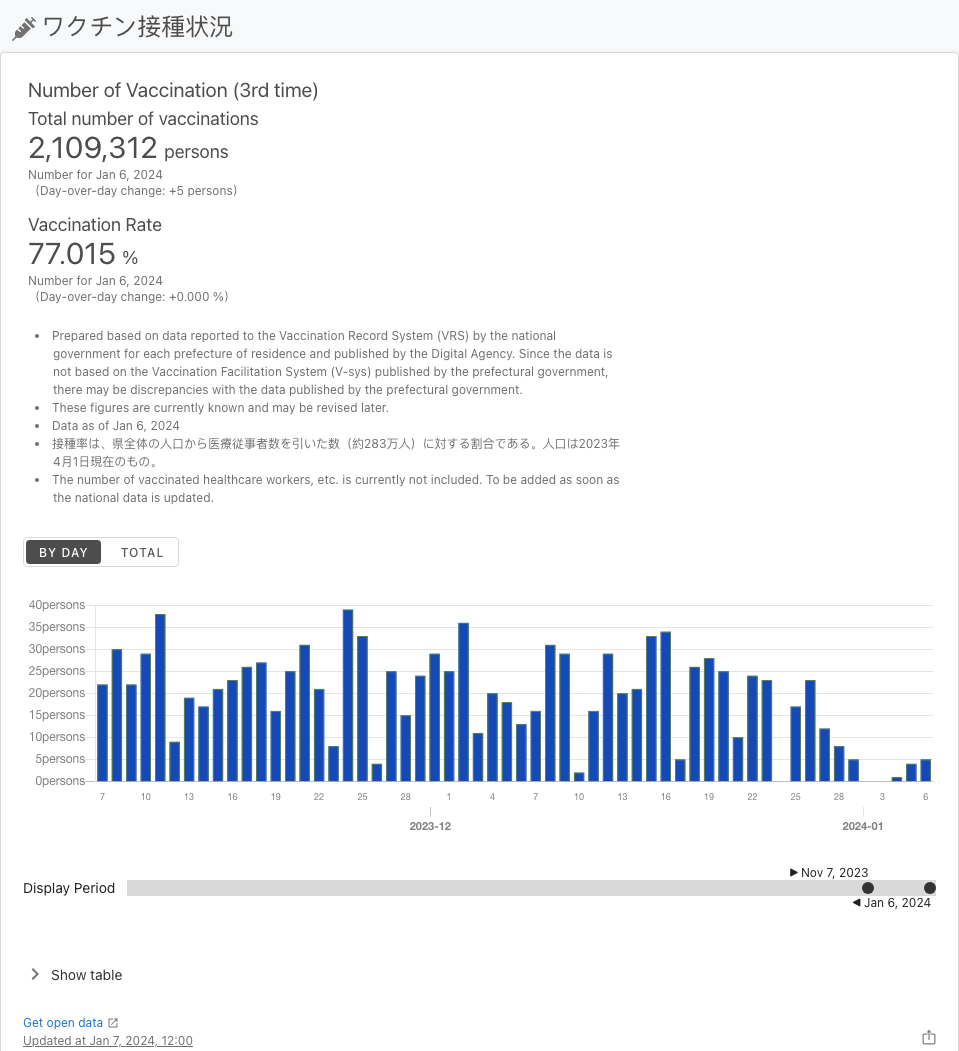 ワクチン接種状況
Number of Vaccination (3rd time)
Total number of vaccinations
2,109,312 persons
Number for Jan 6, 2024
(Day-over-day change: +5 persons)
Vaccination Rate
77.015 %
Number for Jan 6, 2024
(Day-over-day change: +0.000 %)
• Prepared based on data reported to the Vaccination Record System (VRS) by the national
government for each prefecture of residence and published by the Digital Agency. Since the data is
not based on the Vaccination Facilitation System (V-sys) published by the prefectural government,
there may be discrepancies with the data published by the prefectural government.
• These figures are currently known and may be revised later.
• Data as of Jan 6, 2024
• 接種率は、県全体の人口から医療従事者数を引いた数（約283万人）に対する割合である。人口は2023年
4月1日現在のもの。
• The number of vaccinated healthcare workers, etc. is currently not included. To be added as soon as
the national data is updated.
BY DAY TOTAL
40persons
35persons
30persons
25persons
20persons
15persons
10persons
5persons
0persons
7 10 13 16 19 22 25 28 1 4 7 10 13 16 19 22 25 28 3 6
2023-12 2024-01
▶ Nov 7, 2023
Display Period
◀ Jan 6, 2024
Show table
Get open data
Updated at Jan 7, 2024, 12:00